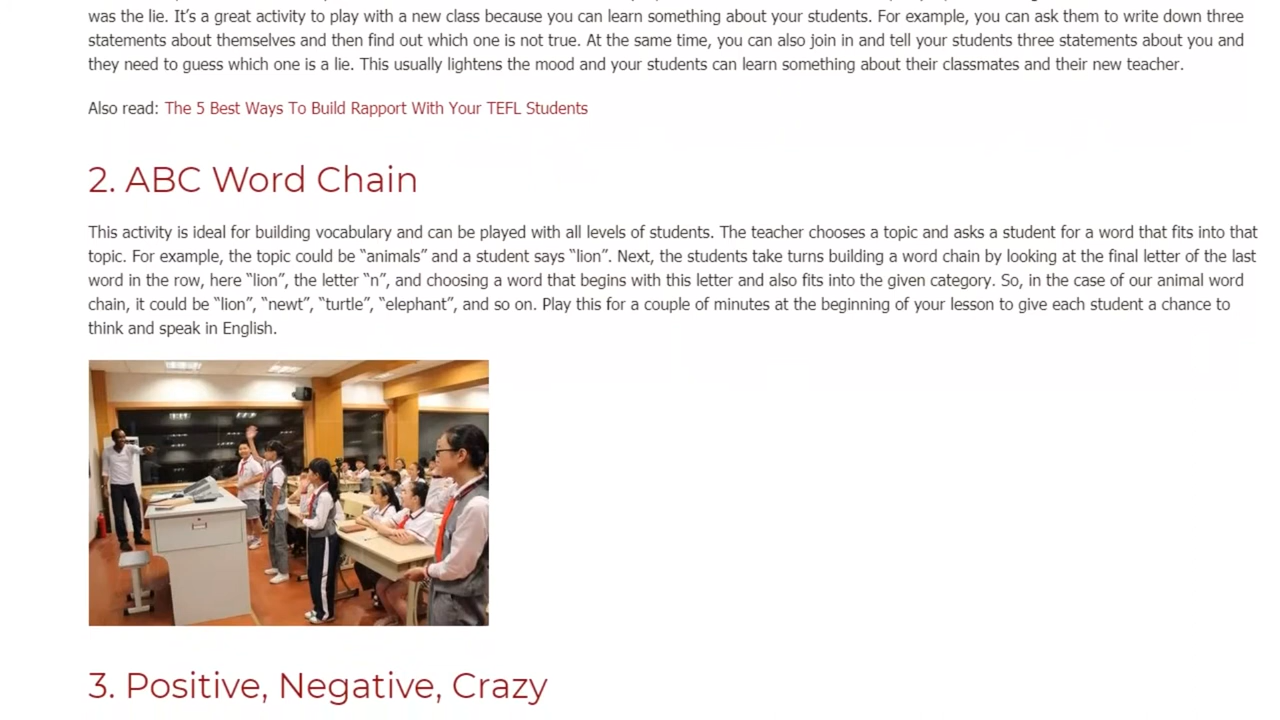 was the lie. It’s a great activity to play with a new class because you can learn something about your students. For example, you can ask them to write down three
statements about themselves and then find out which one is not true. At the same time, you can also join in and tell your students three statements about you and
they need to guess which one is a lie. This usually lightens the mood and your students can learn something about their classmates and their new teacher.
Also read: The 5 Best Ways To Build Rapport With Your TEFL Students
2. ABC Word Chain
This activity is ideal for building vocabulary and can be played with all levels of students. The teacher chooses a topic and asks a student for a word that fits into that
topic. For example, the topic could be “animals” and a student says “lion”. Next, the students take turns building a word chain by looking at the final letter of the last
word in the row, here “lion”, the letter “n”, and choosing a word that begins with this letter and also fits into the given category. So, in the case of our animal word
chain, it could be “lion”, “newt”, “turtle”, “elephant”, and so on. Play this for a couple of minutes at the beginning of your lesson to give each student a chance to
think and speak in English.
3. Positive, Negative, Crazy